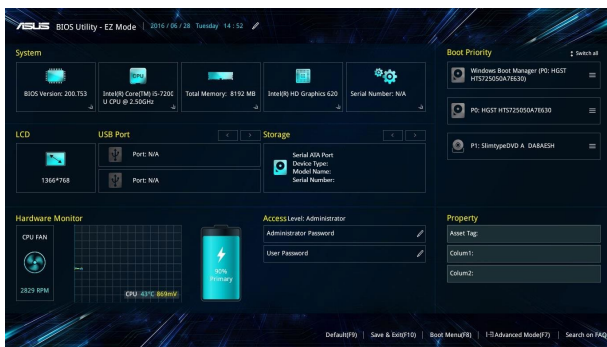 ASUS BIOS Utility - EZ Mode 2016 / 06 / 28 Tuesday 14 : 52
System
BIOS Version: 200.T53
CPU
Intel(R) Core(TM) i5-7200
U CPU @ 2.50GHz
Total Memory: 8192 MB
Intel(R) HD Graphics 620
Serial Number: N/A
Boot Priority
Switch all
Windows Boot Manager (P0: HGST
HTS725050A7E630)
P0: HGST HTS725050A7E630
P1: SlimtypeDVD A DA8AESH
LCD
1366*768
USB Port
< >
Port: N/A
Port: N/A
Storage
< >
Serial ATA Port
Device Type:
Model Name:
Serial Number:
Hardware Monitor
CPU FAN
2829 RPM
CPU 43°C 869mV
90%
Primary
Access Level: Administrator
Administrator Password
User Password
Property
Asset Tag:
Colum1:
Colum2:
Default(F9) | Save & Exit(F10) | Boot Menu(F8) | Advanced Mode(F7) | Search on FAQ